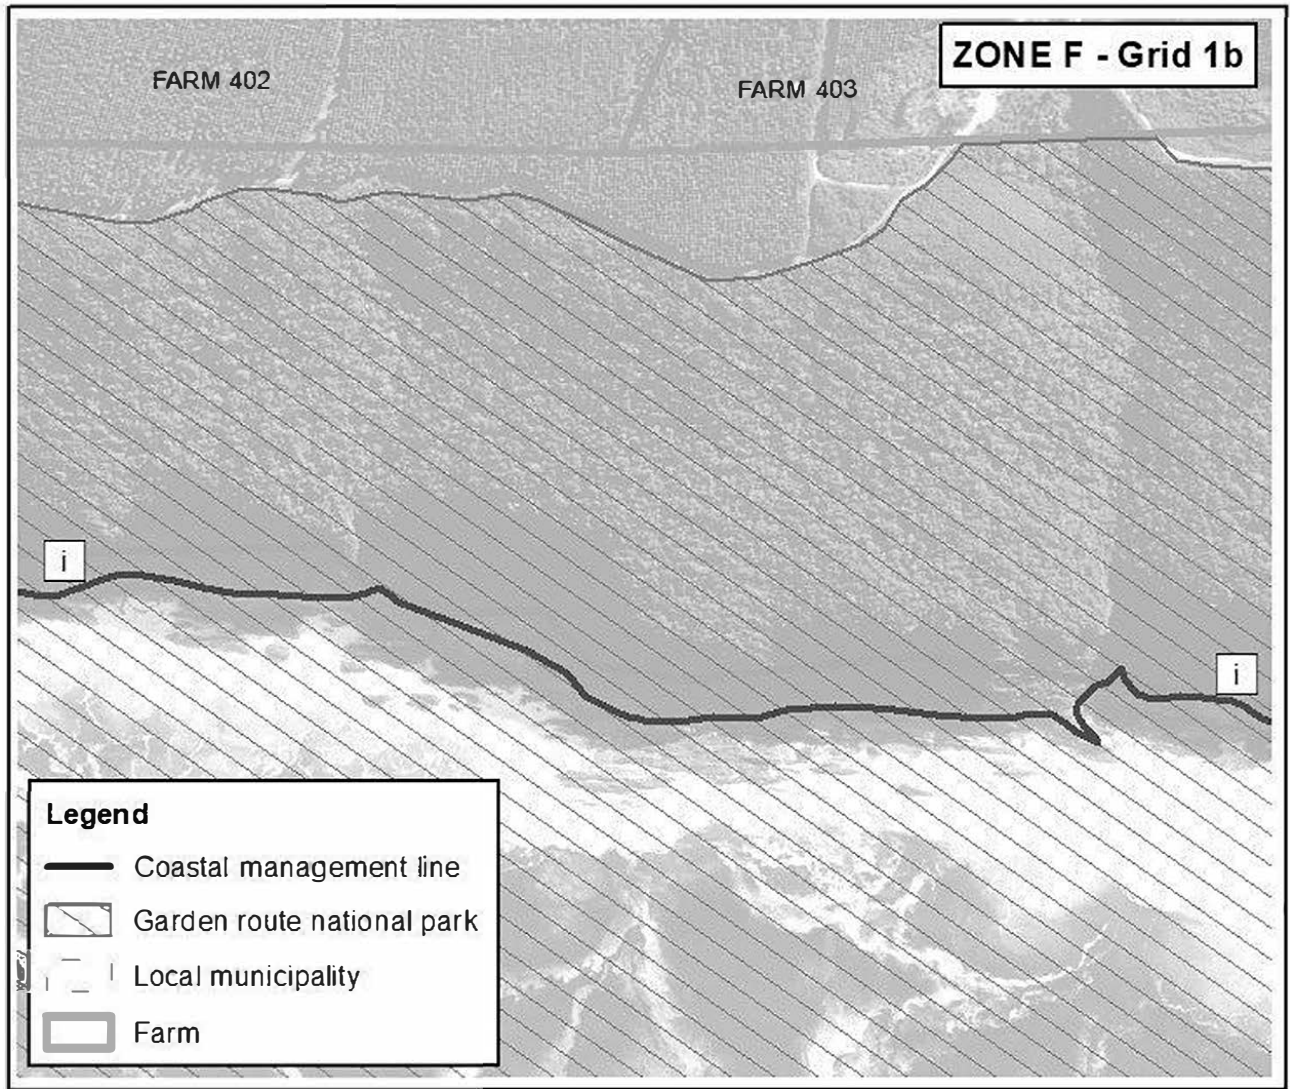 ZONE F - Grid 1b
FARM 402
FARM 403
i
i
Legend
Coastal management line
Garden route national park
Local municipality
Farm